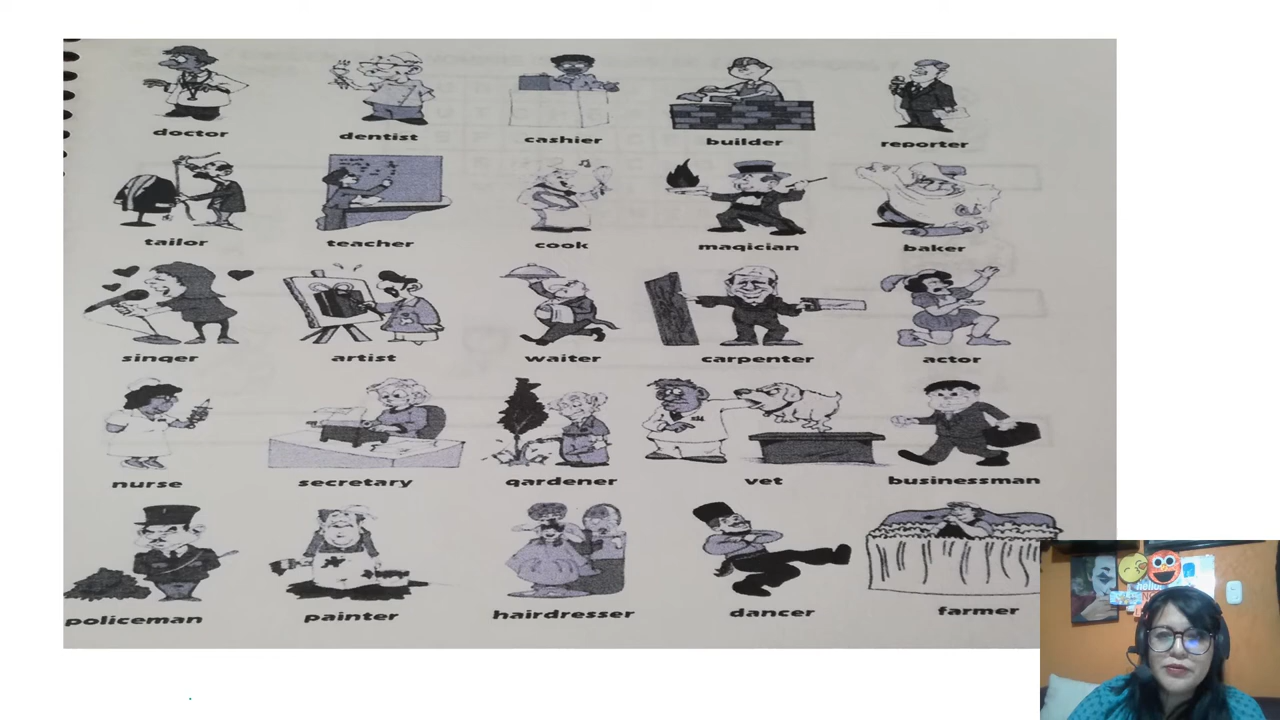 doctor dentist cashier builder reporter
tailor teacher cook magician baker
singer artist waiter carpenter actor
nurse secretary gardener vet businessman
policeman painter hairdresser dancer farmer